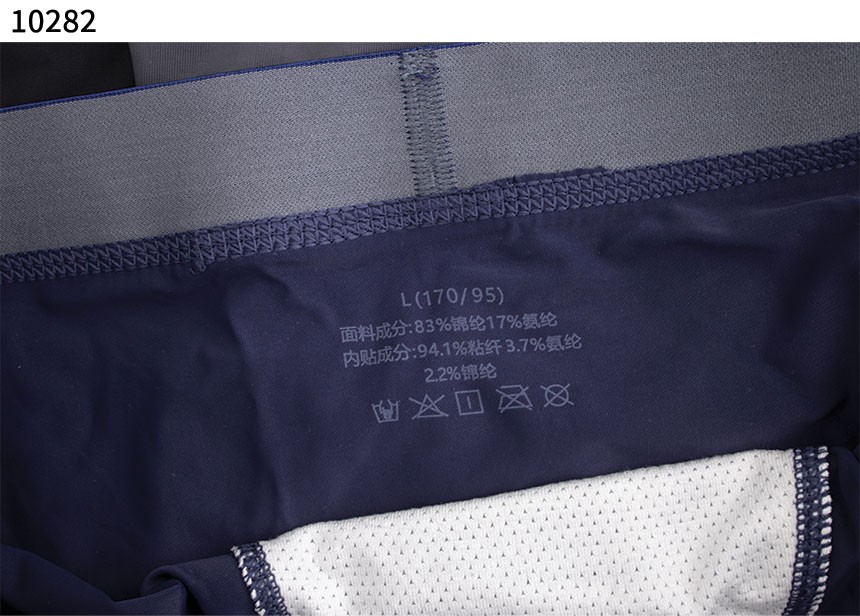 10282
L(170/95)
面料成分:83%锦纶17%氨纶
内贴成分:94.1%粘纤 3.7%氨纶
2.2%锦纶